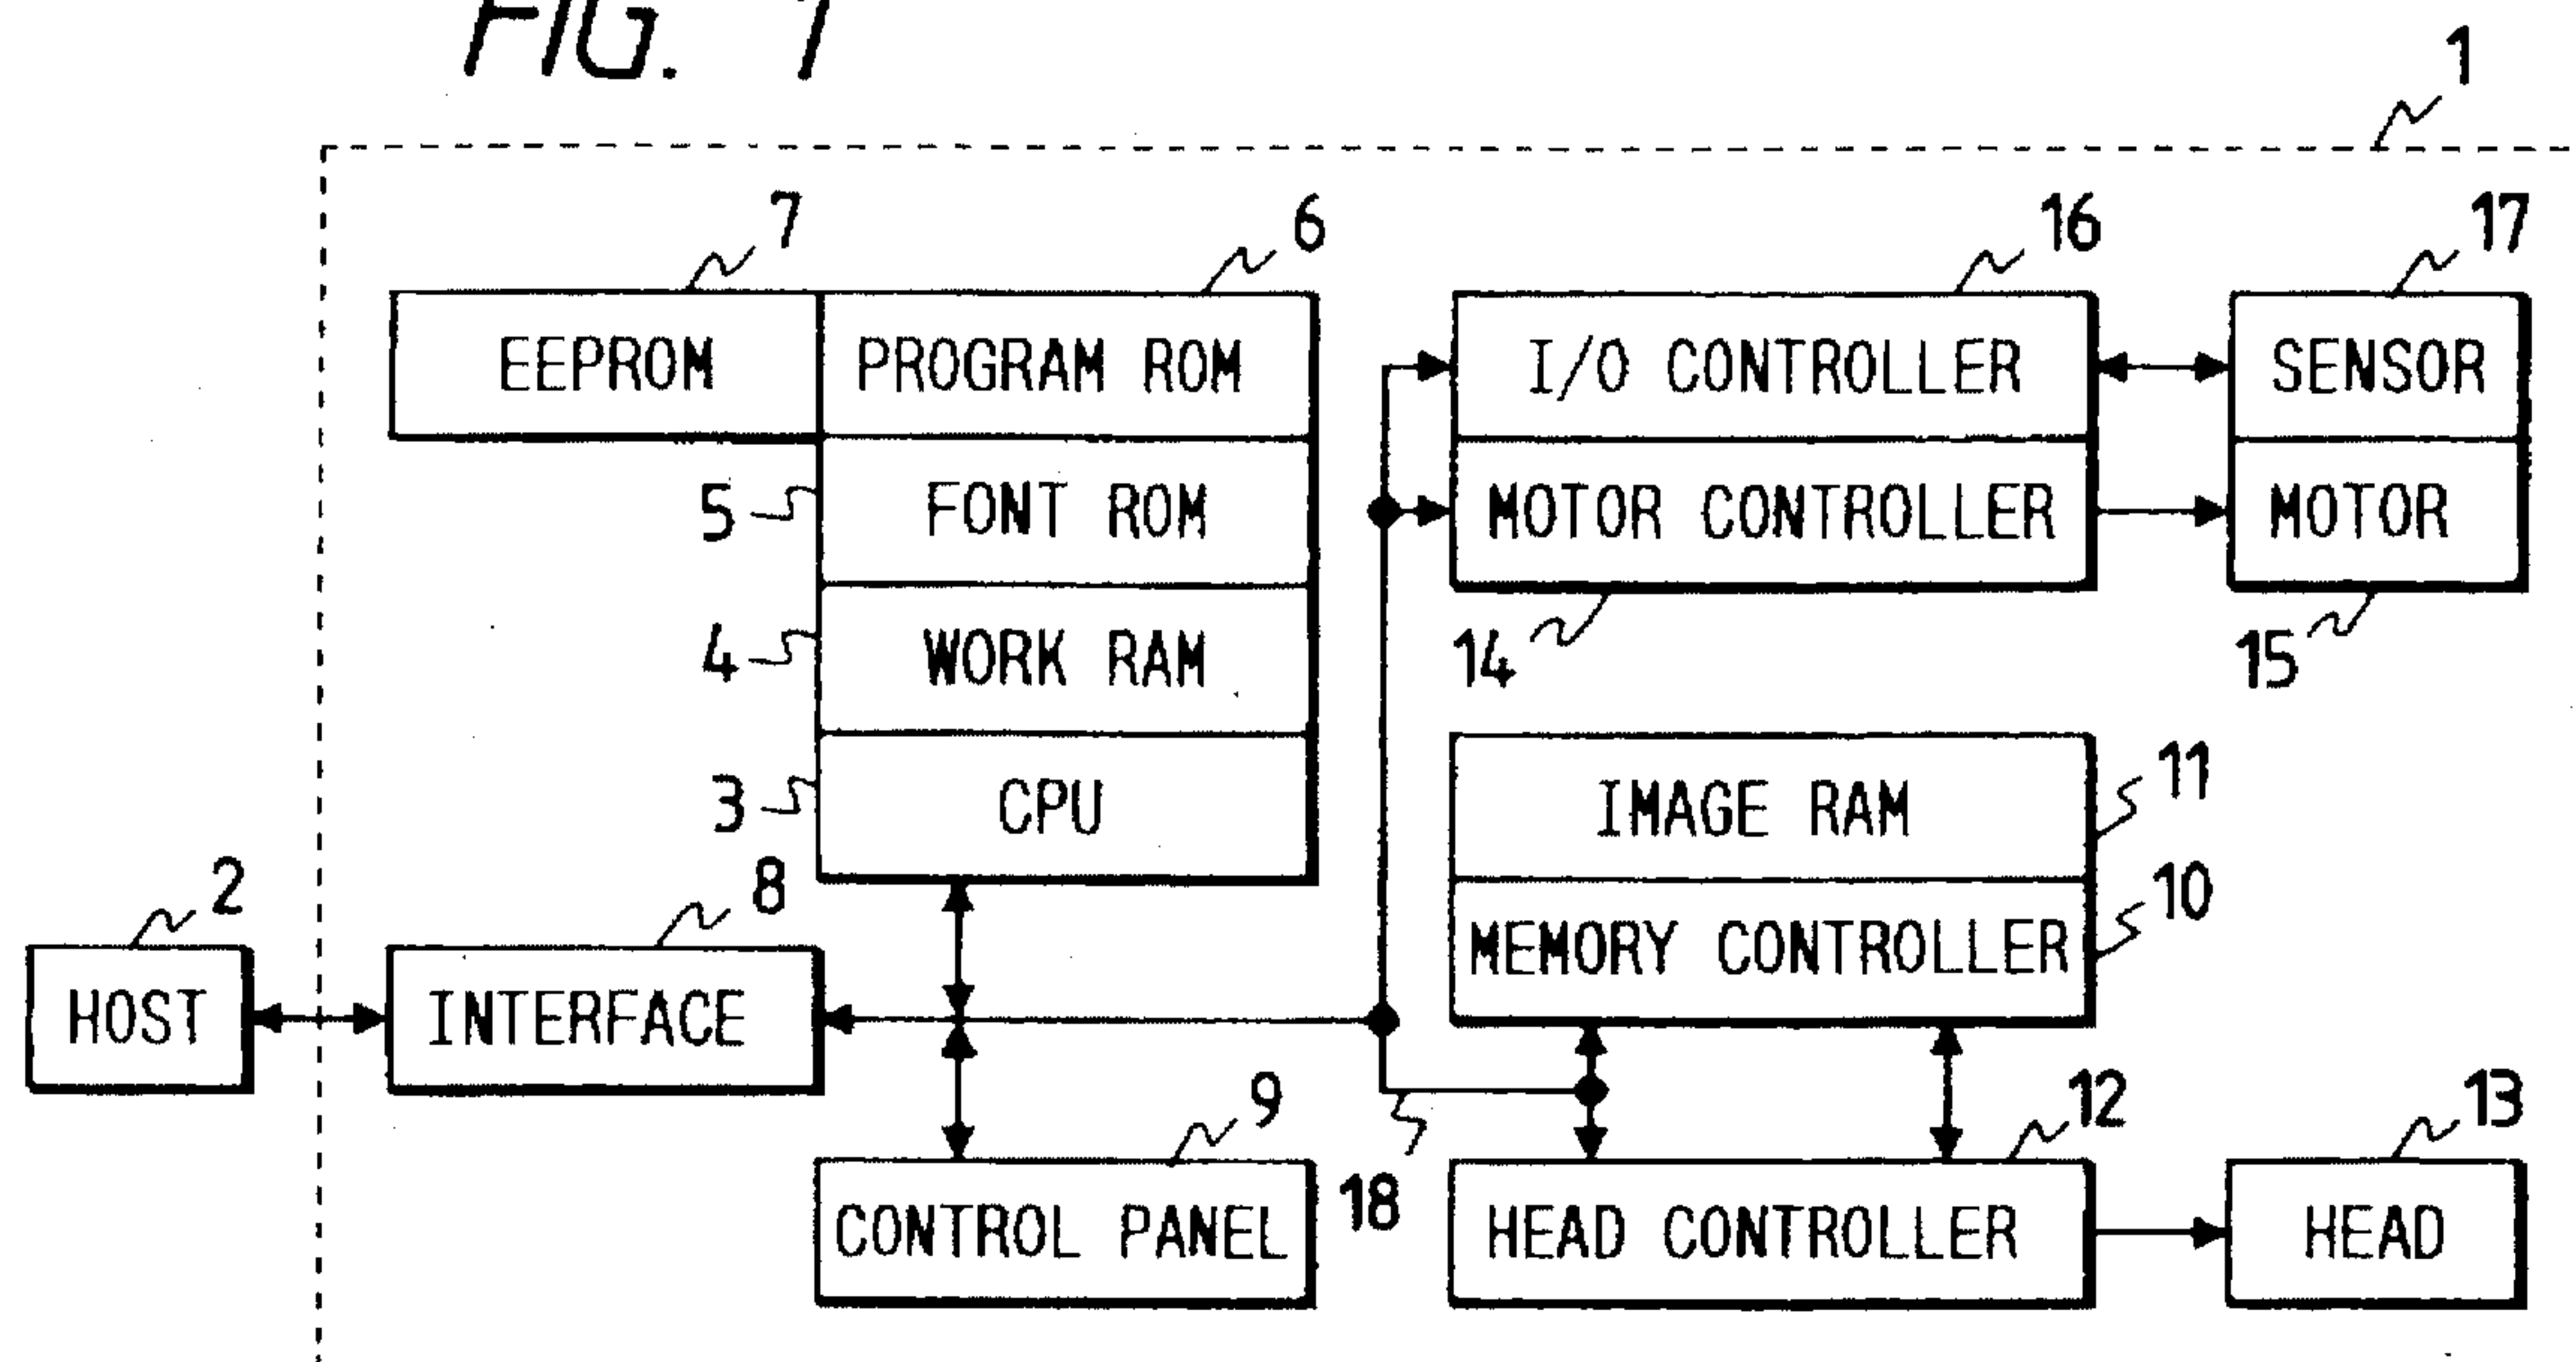 FIG. 1
1
7
6
16
17
EEPROM
PROGRAM ROM
I/O CONTROLLER
SENSOR
5
FONT ROM
MOTOR CONTROLLER
MOTOR
4
WORK RAM
14
15
3
CPU
IMAGE RAM
11
2
8
MEMORY CONTROLLER
10
HOST
INTERFACE
9
12
13
18
CONTROL PANEL
HEAD CONTROLLER
HEAD